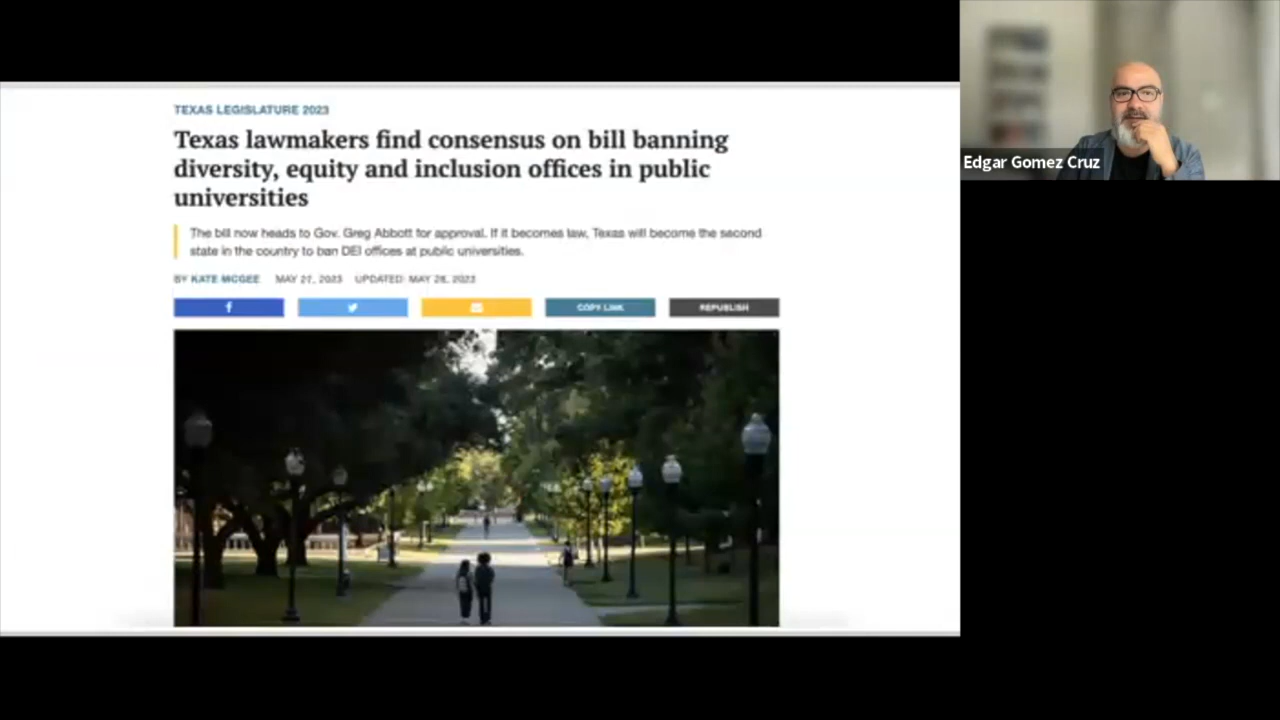 TEXAS LEGISLATURE 2023
Texas lawmakers find consensus on bill banning
diversity, equity and inclusion offices in public
universities
The bill now heads to Gov. Greg Abbott for approval. If it becomes law, Texas will become the second
state in the country to ban DEI offices at public universities.
BY KATE MCGEE MAY 27, 2023 UPDATED: MAY 28, 2023
COPY LINK
REPUBLISH
Edgar Gomez Cruz